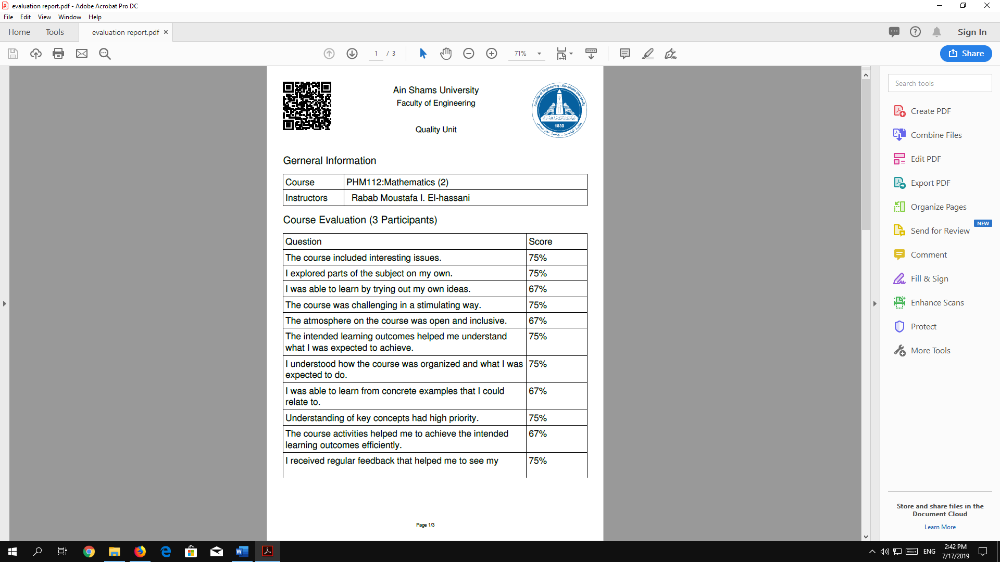 evaluation report.pdf - Adobe Acrobat Pro DC
File Edit View Window Help
Home Tools evaluation report.pdf × Sign In
1 / 3 71% Share
Ain Shams University
Faculty of Engineering
Quality Unit
Faculty of Engineering - Ain Shams University
1839
Gerneral Information
Course PHM112:Mathematics (2)
Instructors Rabab Moustafa I. El-hassani
Course Evaluation (3 Participants)
Question Score
The course included interesting issues. 75%
I explored parts of the subject on my own. 75%
I was able to learn by trying out my own ideas. 67%
The course was challenging in a stimulating way. 75%
The atmosphere on the course was open and inclusive. 67%
The intended learning outcomes helped me understand 75%
what I was expected to achieve.
I understood how the course was organized and what I was 75%
expected to do.
I was able to learn from concrete examples that I could 67%
relate to.
Understanding of key concepts had high priority. 75%
The course activities helped me to achieve the intended 67%
learning outcomes efficiently.
I received regular feedback that helped me to see my 75%
Page 1/3
Search tools
Create PDF
Combine Files
Edit PDF
Export PDF
Organize Pages
NEW
Send for Review
Comment
Fill & Sign
Enhance Scans
Protect
More Tools
Store and share files in the
Document Cloud
Learn More
ENG
2:42 PM
7/17/2019